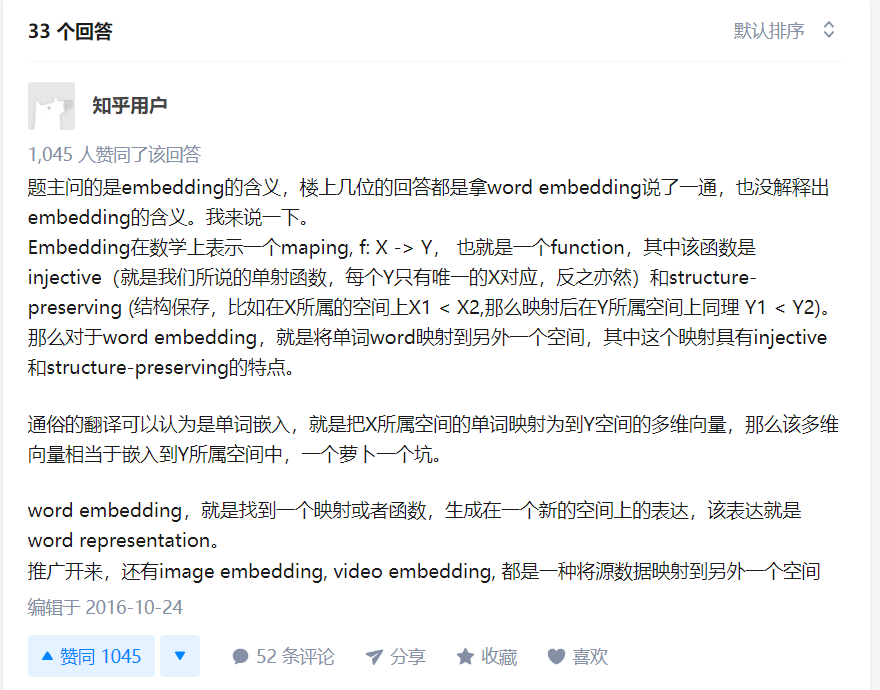 33 个回答
默认排序
知乎用户
1,045 人赞同了该回答
题主问的是embedding的含义，楼上几位的回答都是拿word embedding说了一通，也没解释出
embedding的含义。我来说一下。
Embedding在数学上表示一个maping, f: X -> Y， 也就是一个function，其中该函数是
injective（就是我们所说的单射函数，每个Y只有唯一的X对应，反之亦然）和structure-
preserving (结构保存，比如在X所属的空间上X1 < X2,那么映射后在Y所属空间上同理 Y1 < Y2)。
那么对于word embedding，就是将单词word映射到另外一个空间，其中这个映射具有injective
和structure-preserving的特点。
通俗的翻译可以认为是单词嵌入，就是把X所属空间的单词映射为到Y空间的多维向量，那么该多维
向量相当于嵌入到Y所属空间中，一个萝卜一个坑。
word embedding，就是找到一个映射或者函数，生成在一个新的空间上的表达，该表达就是
word representation。
推广开来，还有image embedding, video embedding, 都是一种将源数据映射到另外一个空间
编辑于 2016-10-24
赞同 1045
52 条评论
分享
收藏
喜欢